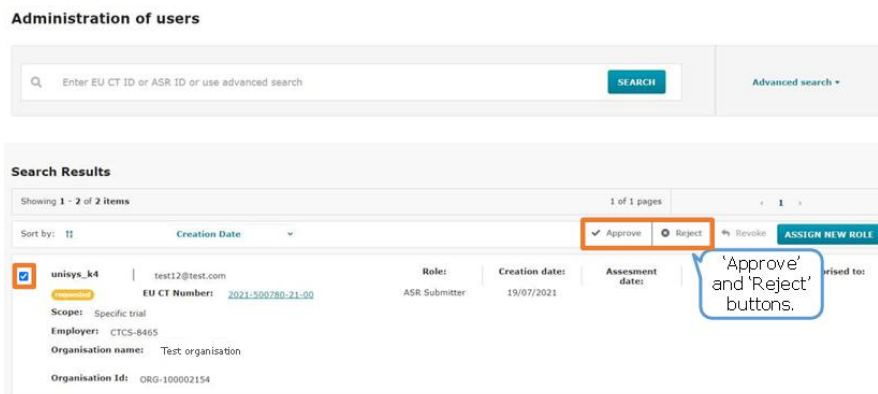 Administration of users
Enter EU CT ID or ASR ID or use advanced search
SEARCH
Advanced search
Search Results
Showing 1 - 2 of 2 items
1 of 1 pages
1
Sort by:
Creation Date
Approve
Reject
Revoke
ASSIGN NEW ROLE
unisys_k4
test12@test.com
Role:
Creation date:
Assesment
date:
'Approve'
and 'Reject'
buttons.
requested
EU CT Number: 2021-500780-21-00
ASR Submitter
19/07/2021
Scope: Specific trial
Employer: CTCS-8465
Organisation name: Test organisation
Organisation Id: ORG-100002154